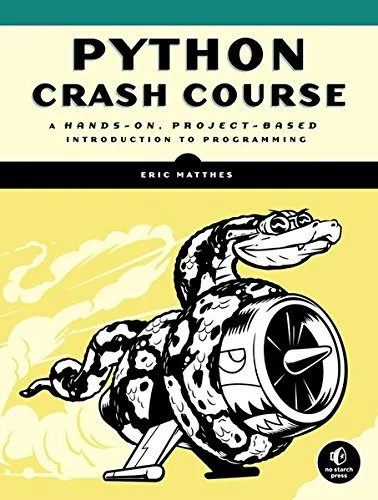 PYTHON
CRASH COURSE
A HANDS-ON, PROJECT-BASED
INTRODUCTION TO PROGRAMMING
ERIC MATTHES
no starch
press